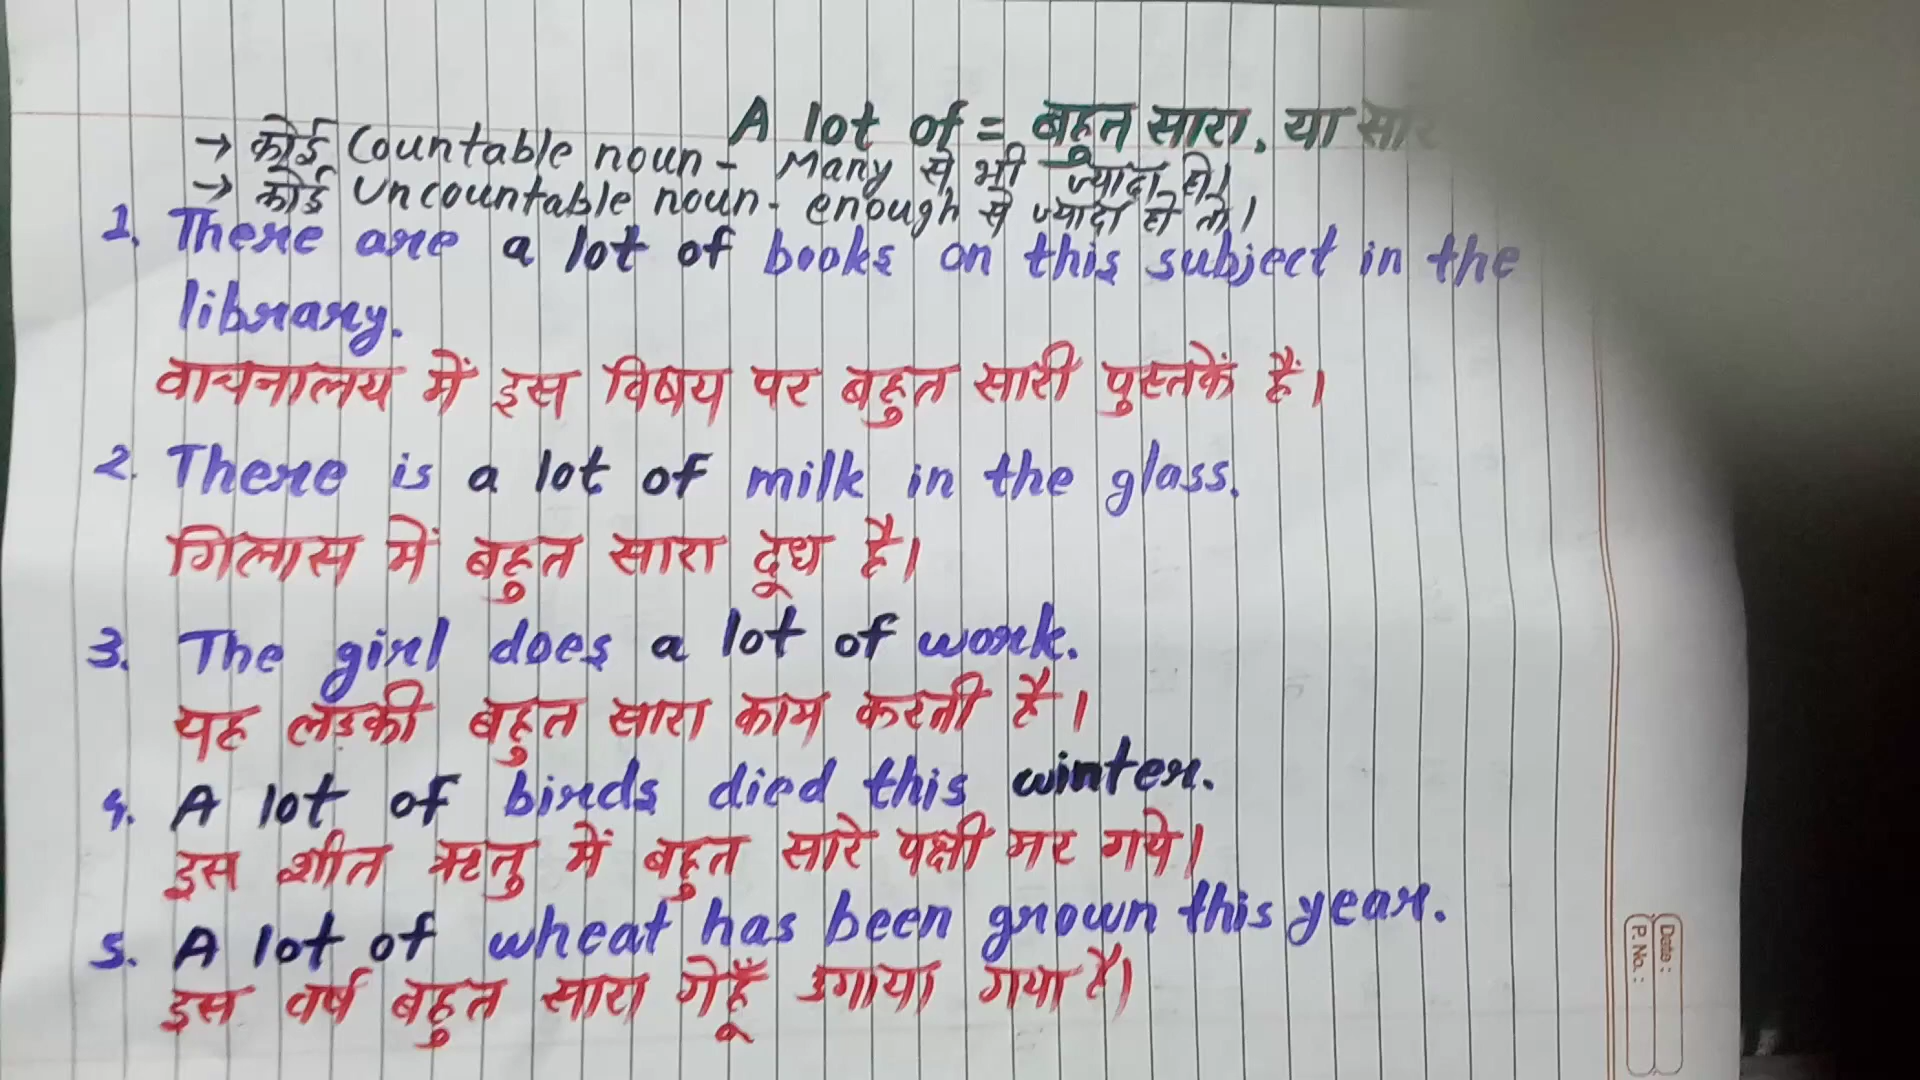 A lot of = बहुत सारा, या
→ कोई Countable noun - Many से भी ज्यादा हो।
→ कोई Uncountable noun - enough से ज्यादा हो तो।
1. There are a lot of books on this subject in the
library.
वाचनालय में इस विषय पर बहुत सारी पुस्तकें हैं।
2. There is a lot of milk in the glass.
गिलास में बहुत सारा दूध है।
3. The girl does a lot of work.
यह लड़की बहुत सारा काम करती है।
4. A lot of birds died this winter.
इस शीत ऋतु में बहुत सारे पक्षी मर गये।
5. A lot of wheat has been grown this year.
इस वर्ष बहुत सारा गेहूँ उगाया गया है।
Date :
P. No. :